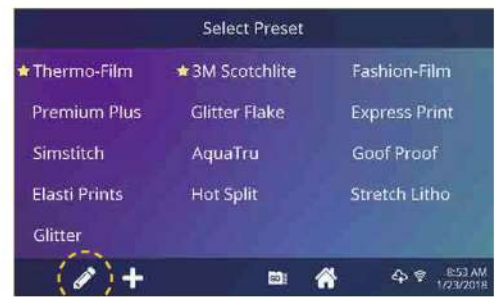 Select Preset
Thermo-Film 3M Scotchlite Fashion-Film
Premium Plus Glitter Flake Express Print
Simstitch AquaTru Goof Proof
Elasti Prints Hot Split Stretch Litho
Glitter
8:53 AM
1/23/2018